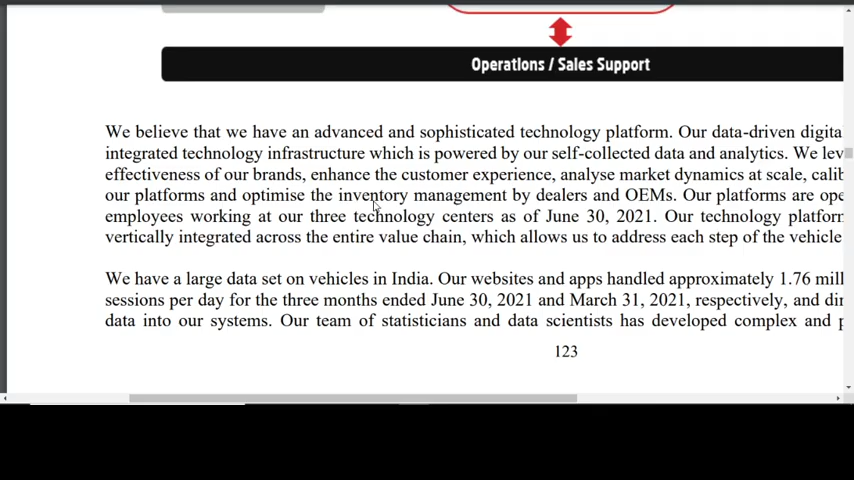 Operations / Sales Support
We believe that we have an advanced and sophisticated technology platform. Our data-driven digita
integrated technology infrastructure which is powered by our self-collected data and analytics. We lev
effectiveness of our brands, enhance the customer experience, analyse market dynamics at scale, calib
our platforms and optimise the inventory management by dealers and OEMs. Our platforms are ope
employees working at our three technology centers as of June 30, 2021. Our technology platforn
vertically integrated across the entire value chain, which allows us to address each step of the vehicle
We have a large data set on vehicles in India. Our websites and apps handled approximately 1.76 mill
sessions per day for the three months ended June 30, 2021 and March 31, 2021, respectively, and dir
data into our systems. Our team of statisticians and data scientists has developed complex and p
123